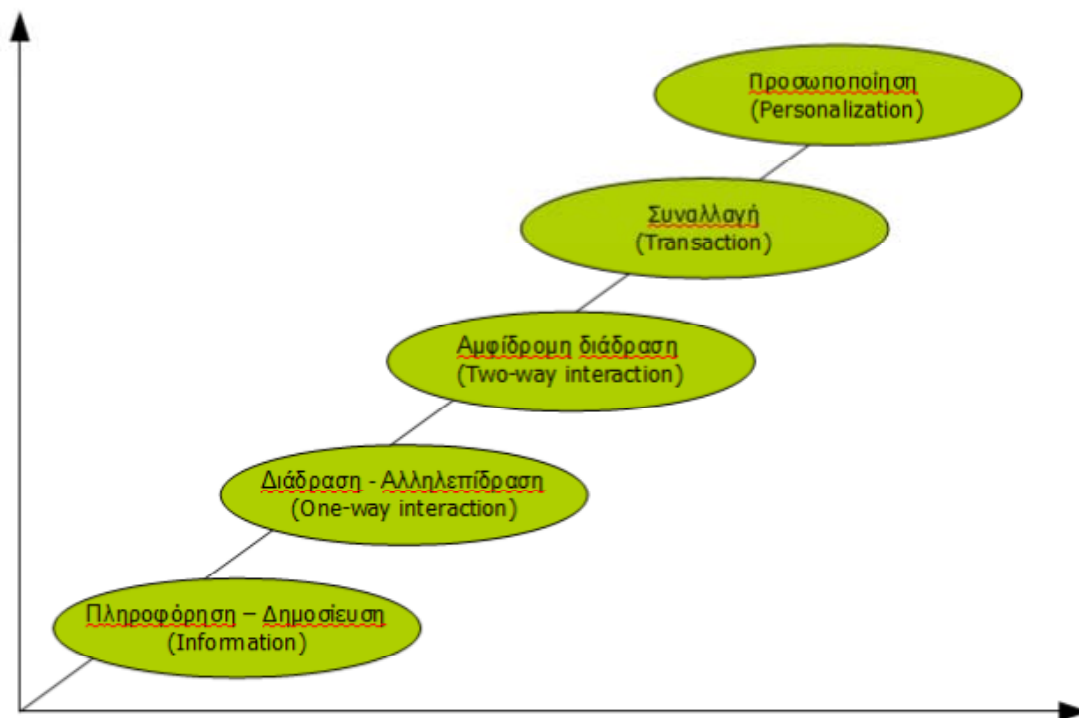 Προσωποποίηση
(Personalization)
Συναλλαγή
(Transaction)
Αμφίδρομη διάδραση
(Two-way interaction)
Διάδραση - Αλληλεπίδραση
(One-way interaction)
Πληροφόρηση – Δημοσίευση
(Information)